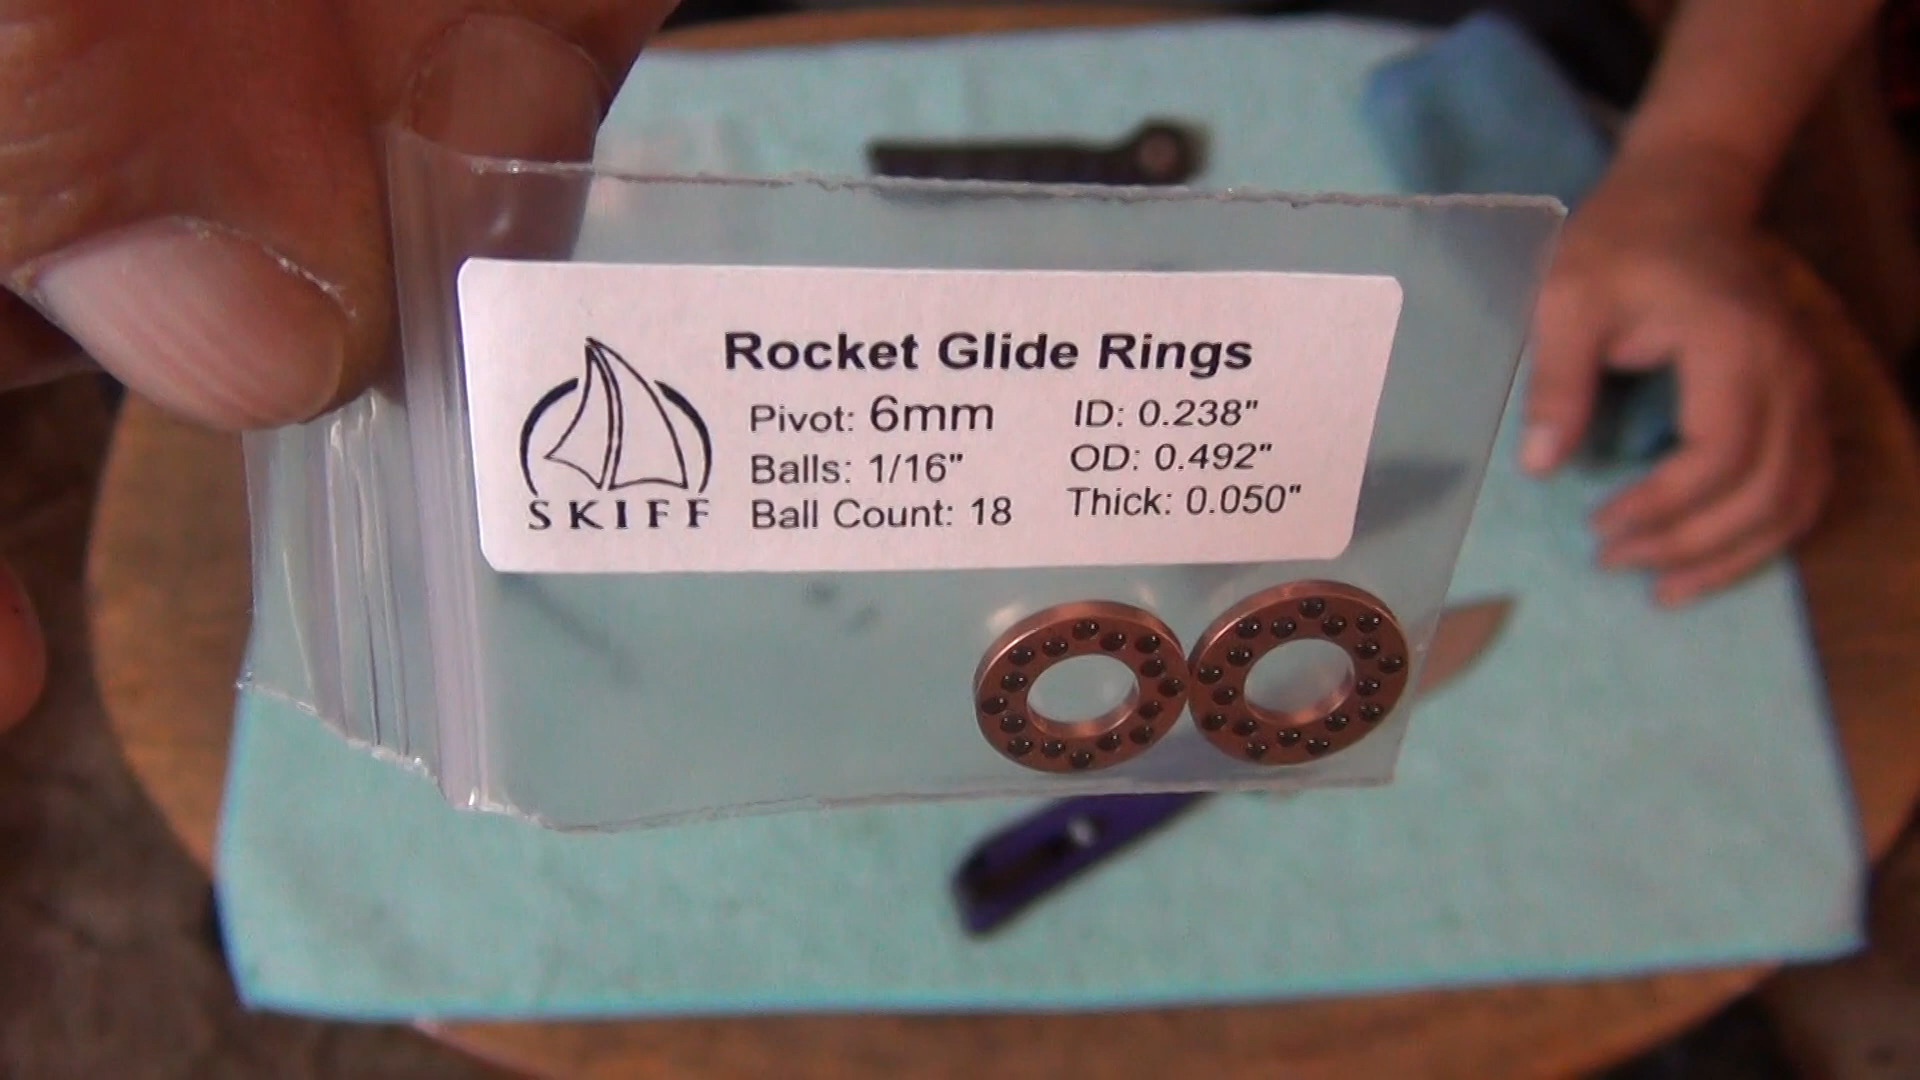 Rocket Glide Rings
Pivot: 6mm
Balls: 1/16"
Ball Count: 18
ID: 0.238"
OD: 0.492"
Thick: 0.050"
SKIFF